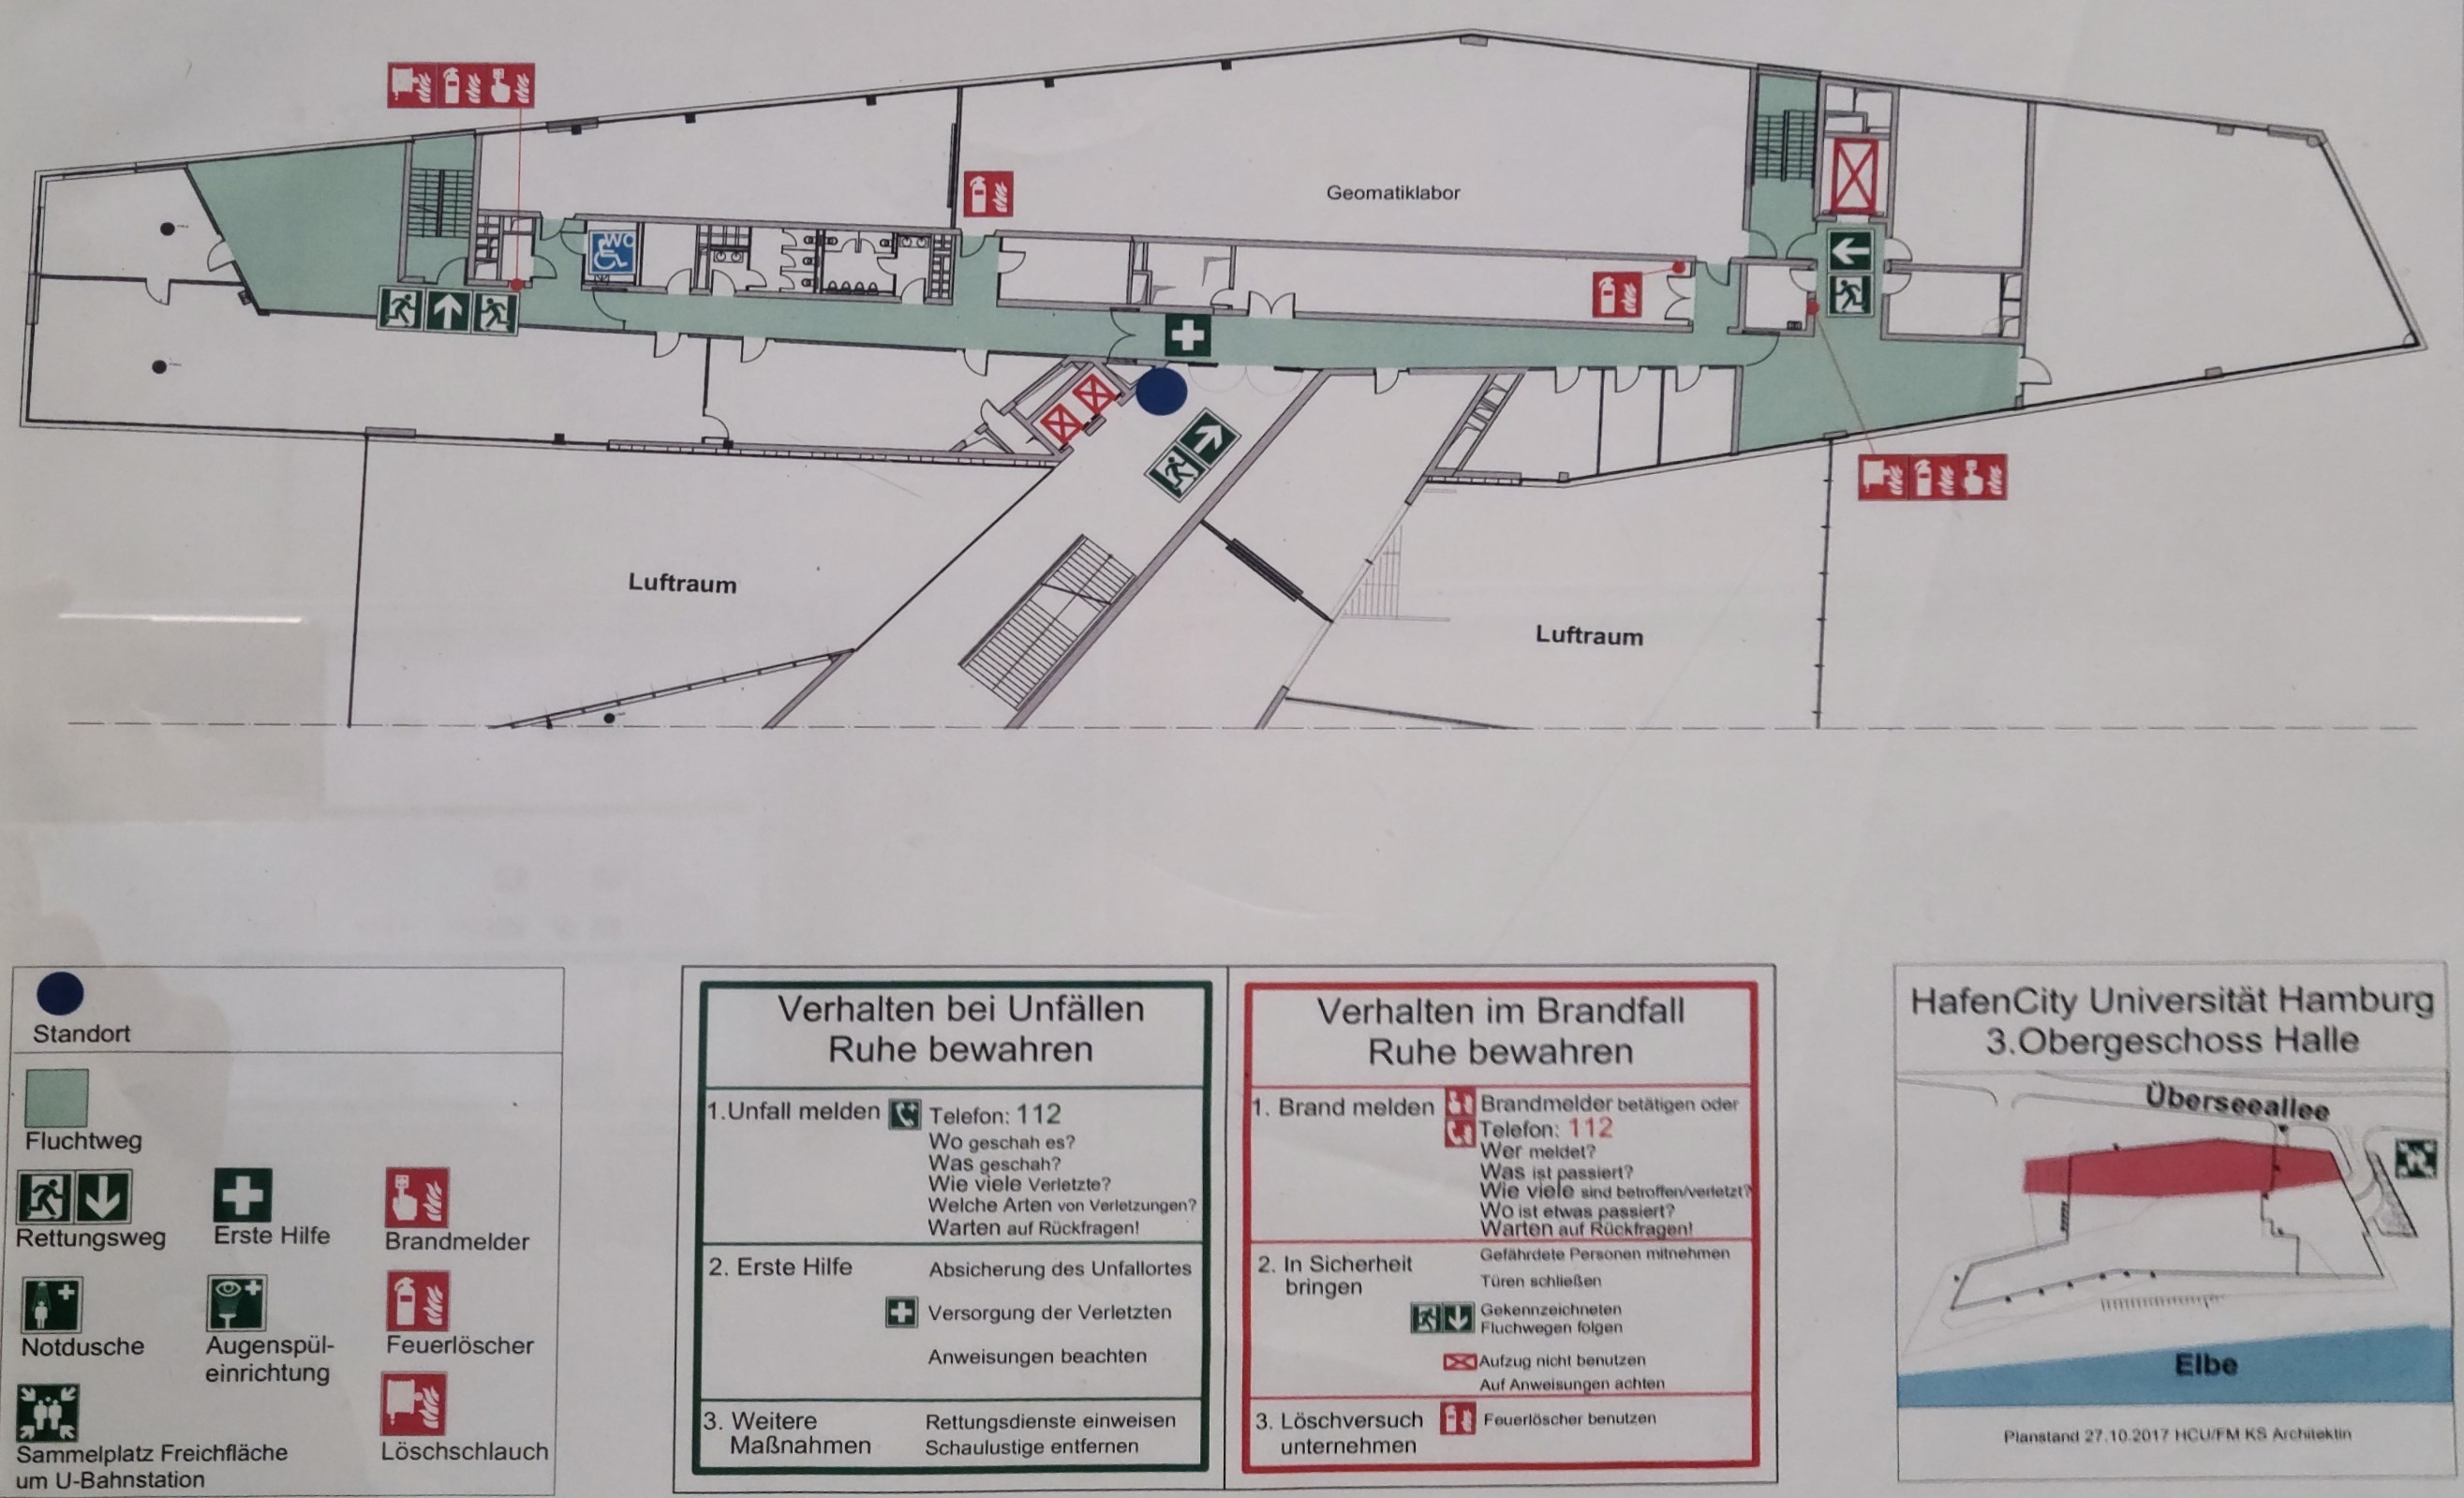 Geomatiklabor
WC
Luftraum
Luftraum
Standort
Fluchtweg
Rettungsweg
Erste Hilfe
Brandmelder
Notdusche
Augenspül-
einrichtung
Feuerlöscher
Sammelplatz Freichfläche
um U-Bahnstation
Löschschlauch
Verhalten bei Unfällen
Ruhe bewahren
1.Unfall melden
Telefon: 112
Wo geschah es?
Was geschah?
Wie viele Verletzte?
Welche Arten von Verletzungen?
Warten auf Rückfragen!
2. Erste Hilfe
Absicherung des Unfallortes
Versorgung der Verletzten
Anweisungen beachten
3. Weitere
Maßnahmen
Rettungsdienste einweisen
Schaulustige entfernen
Verhalten im Brandfall
Ruhe bewahren
1. Brand melden
Brandmelder betätigen oder
Telefon: 112
Wer meldet?
Was ist passiert?
Wie viele sind betroffen/verletzt?
Wo ist etwas passiert?
Warten auf Rückfragen!
2. In Sicherheit
bringen
Gefährdete Personen mitnehmen
Türen schließen
Gekennzeichneten
Fluchwegen folgen
Aufzug nicht benutzen
Auf Anweisungen achten
3. Löschversuch
unternehmen
Feuerlöscher benutzen
HafenCity Universität Hamburg
3.Obergeschoss Halle
Überseeallee
Elbe
Planstand 27.10.2017 HCU/FM KS Architektin